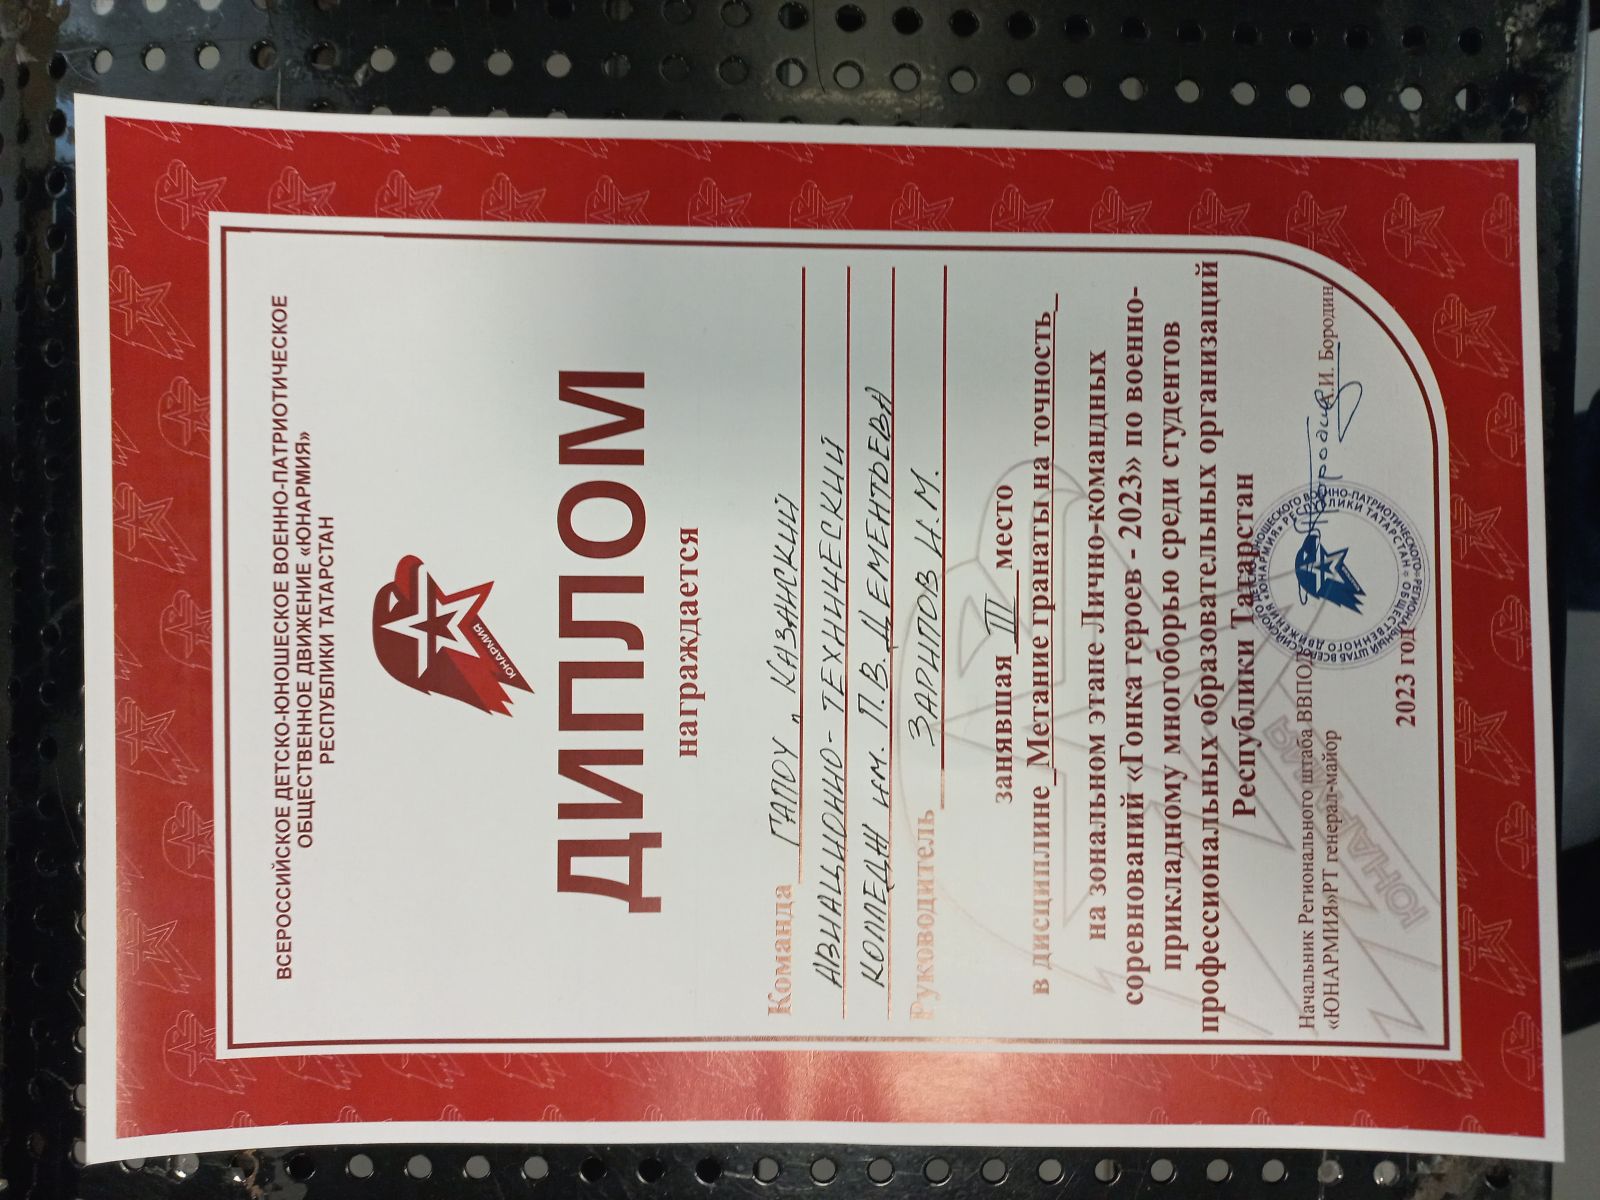 ВСЕРОССИЙСКОЕ ДЕТСКО-ЮНОШЕСКОЕ ВОЕННО-ПАТРИОТИЧЕСКОЕ
ОБЩЕСТВЕННОЕ ДВИЖЕНИЕ «ЮНАРМИЯ»
РЕСПУБЛИКИ ТАТАРСТАН
ЮНАРМИЯ
ДИПЛОМ
награждается
Команда ГАПОУ „Казанский
авиационно-технический
колледж им. П.В. Дементьева
Руководитель Зарипов И.М.
занявшая III место
в дисциплине Метание гранаты на точность
на зональном этапе Лично-командных
соревнований «Гонка героев - 2023» по военно-
прикладному многоборью среди студентов
профессиональных образовательных организаций
Республики Татарстан
Начальник Регионального штаба ВВПОД
«ЮНАРМИЯ»РТ генерал-майор И. Бородин
2023 год